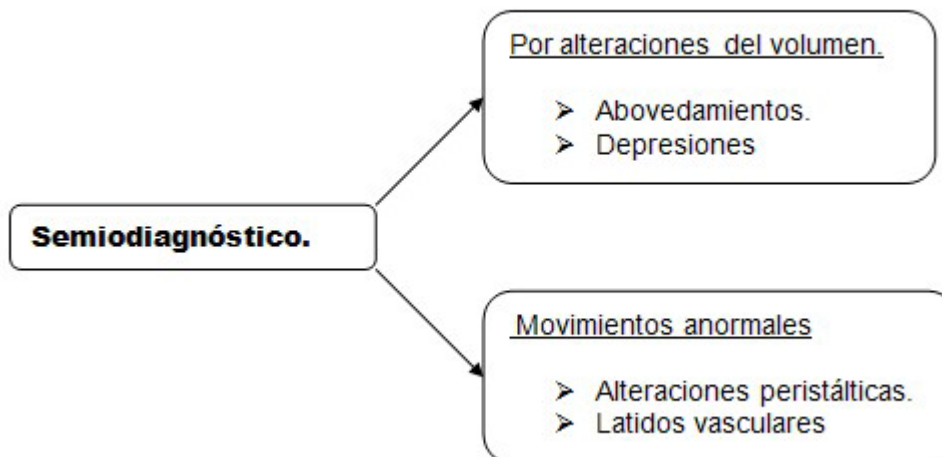 Por alteraciones del volumen.
➢ Abovedamientos.
➢ Depresiones
Semiodiagnóstico.
Movimientos anormales
➢ Alteraciones peristálticas.
➢ Latidos vasculares